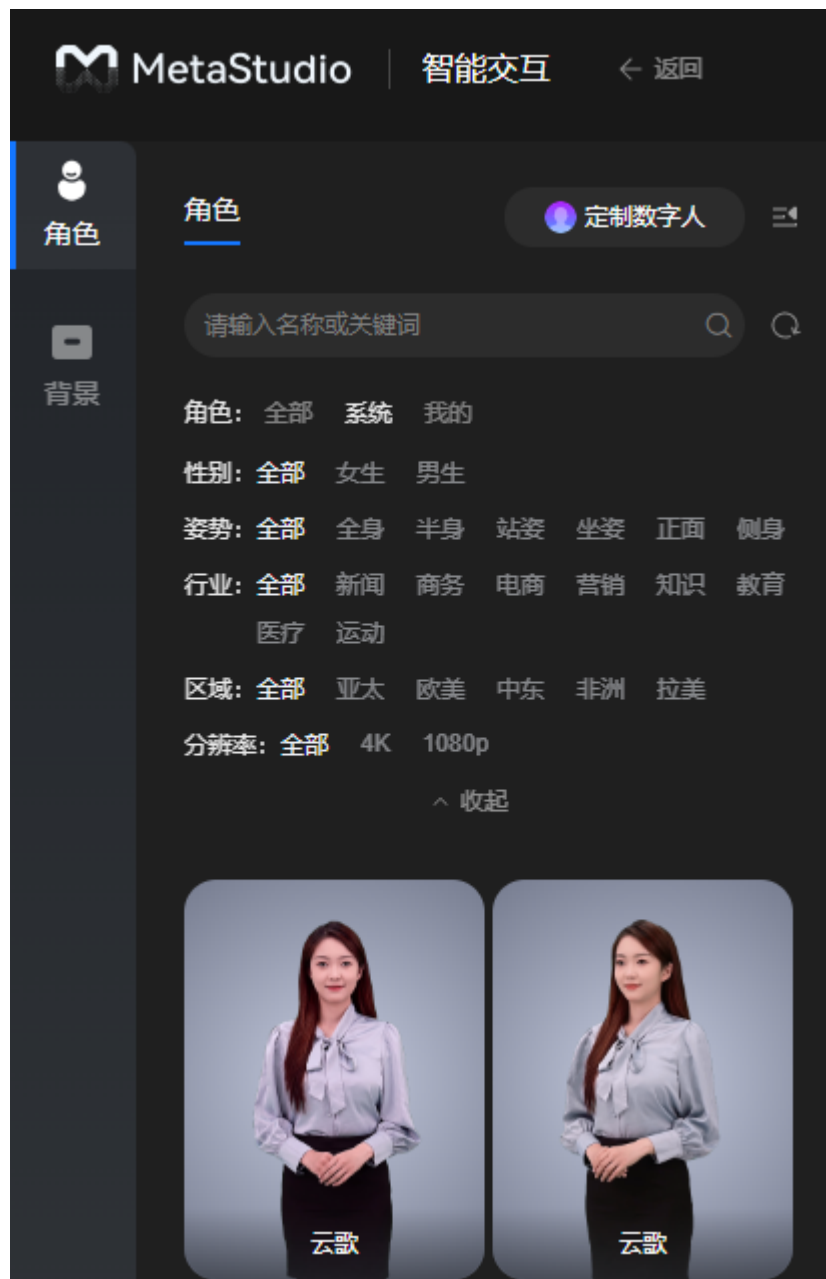 MetaStudio 智能交互 返回
角色
背景
角色 定制数字人
请输入名称或关键词
角色： 全部 系统 我的
性别： 全部 女生 男生
姿势： 全部 全身 半身 站姿 坐姿 正面 侧身
行业： 全部 新闻 商务 电商 营销 知识 教育
医疗 运动
区域： 全部 亚太 欧美 中东 非洲 拉美
分辨率： 全部 4K 1080p
收起
云歌 云歌